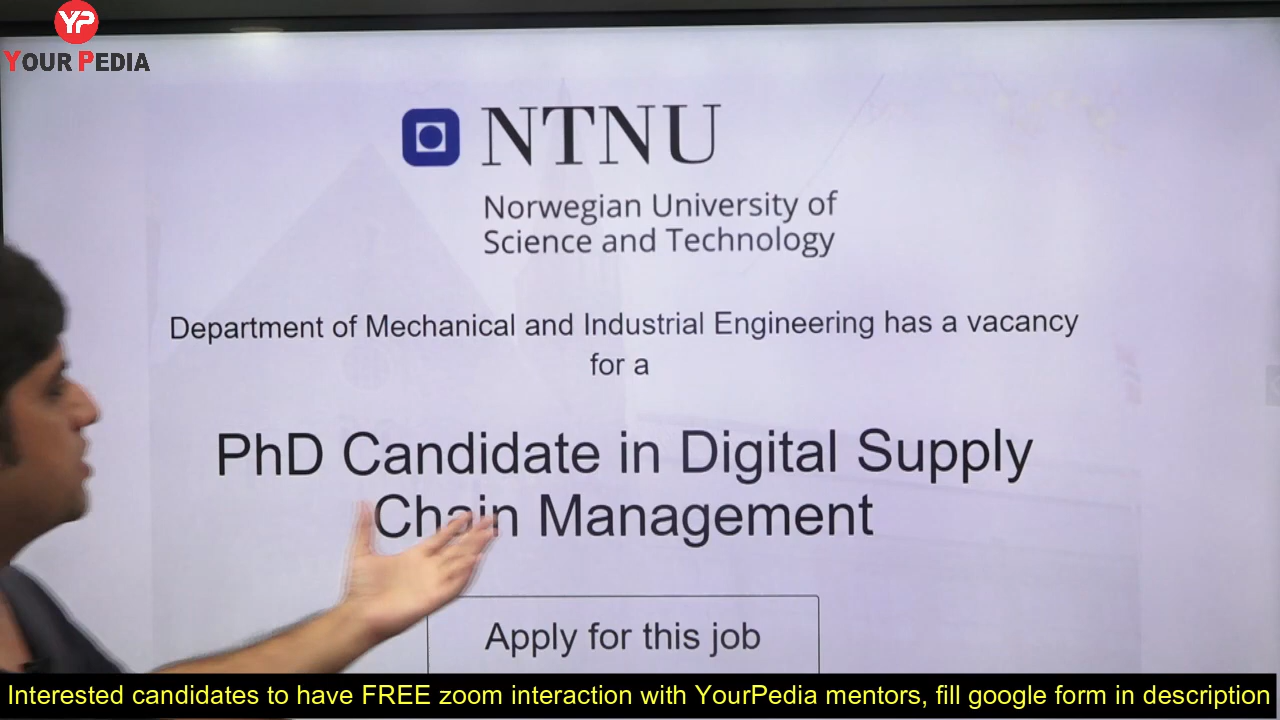 YP
YOUR PEDIA
NTNU
Norwegian University of
Science and Technology
Department of Mechanical and Industrial Engineering has a vacancy
for a
PhD Candidate in Digital Supply
Chain Management
Apply for this job
Interested candidates to have FREE zoom interaction with YourPedia mentors, fill google form in description